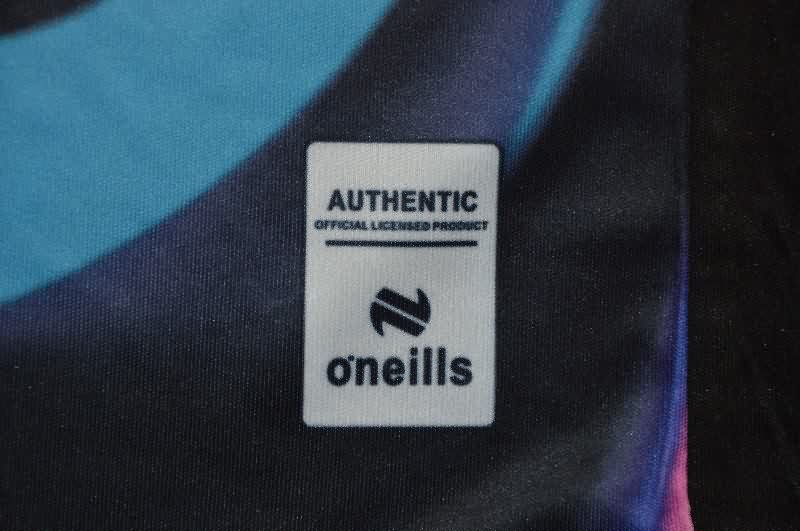 AUTHENTIC
OFFICIAL LICENSED PRODUCT
o'neills